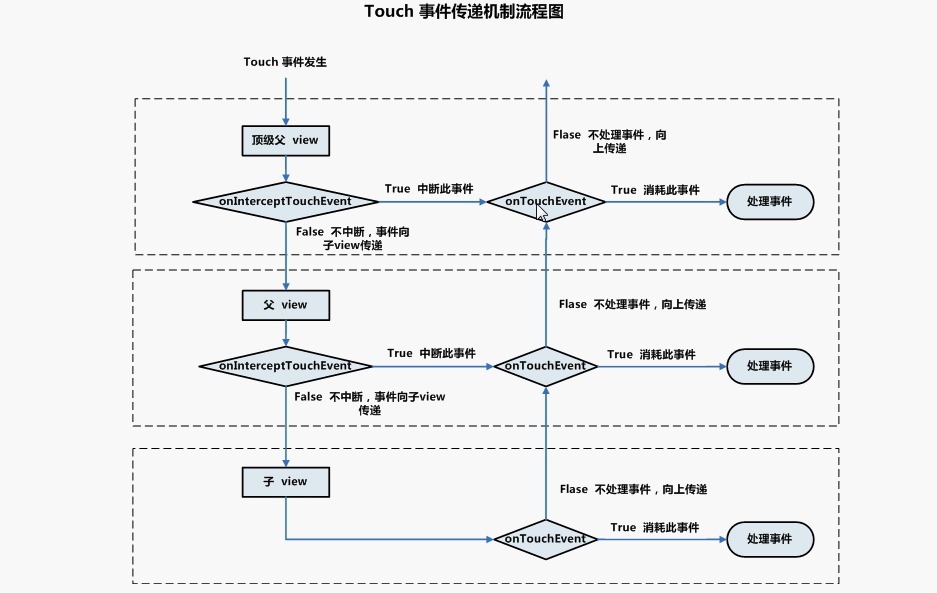 Touch 事件传递机制流程图
Touch 事件发生
顶级父 view
Flase 不处理事件，向
上传递
onInterceptTouchEvent
True 中断此事件
onTouchEvent
True 消耗此事件
处理事件
False 不中断，事件向
子view传递
父 view
Flase 不处理事件，向上传递
onInterceptTouchEvent
True 中断此事件
onTouchEvent
True 消耗此事件
处理事件
False 不中断，事件向子view
传递
子 view
Flase 不处理事件，向上传递
onTouchEvent
True 消耗此事件
处理事件